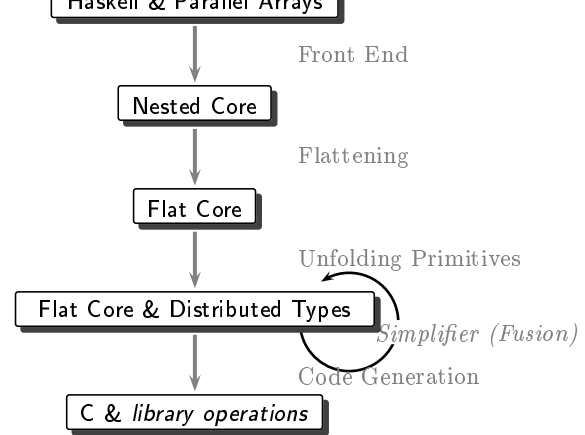 Haskell & Parallel Arrays
Front End
Nested Core
Flattening
Flat Core
Unfolding Primitives
Flat Core & Distributed Types
Simplifier (Fusion)
Code Generation
C & library operations